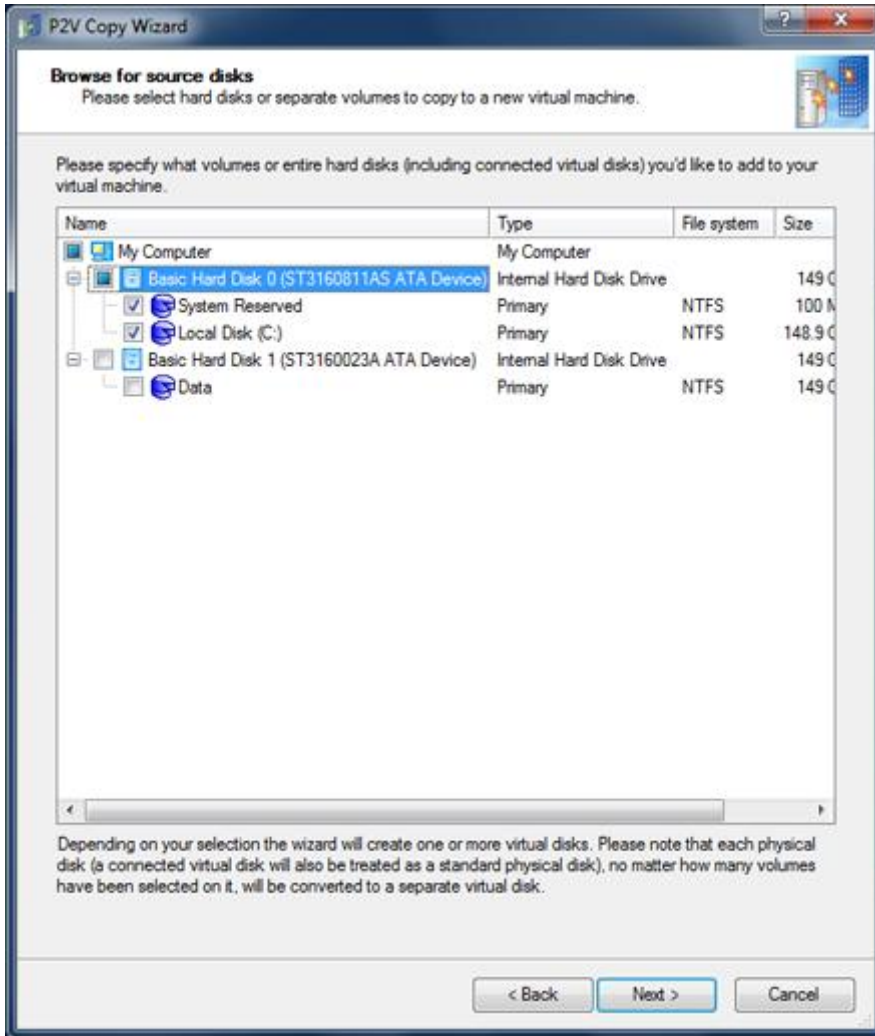 P2V Copy Wizard
Browse for source disks
Please select hard disks or separate volumes to copy to a new virtual machine.
Please specify what volumes or entire hard disks (including connected virtual disks) you'd like to add to your
virtual machine.
Name Type File system Size
My Computer My Computer
Basic Hard Disk 0 (ST3160811AS ATA Device) Internal Hard Disk Drive 149
System Reserved Primary NTFS 100
Local Disk (C:) Primary NTFS 148.9
Basic Hard Disk 1 (ST3160023A ATA Device) Internal Hard Disk Drive 149
Data Primary NTFS 149
Depending on your selection the wizard will create one or more virtual disks. Please note that each physical
disk (a connected virtual disk will also be treated as a standard physical disk), no matter how many volumes
have been selected on it, will be converted to a separate virtual disk.
< Back Next > Cancel